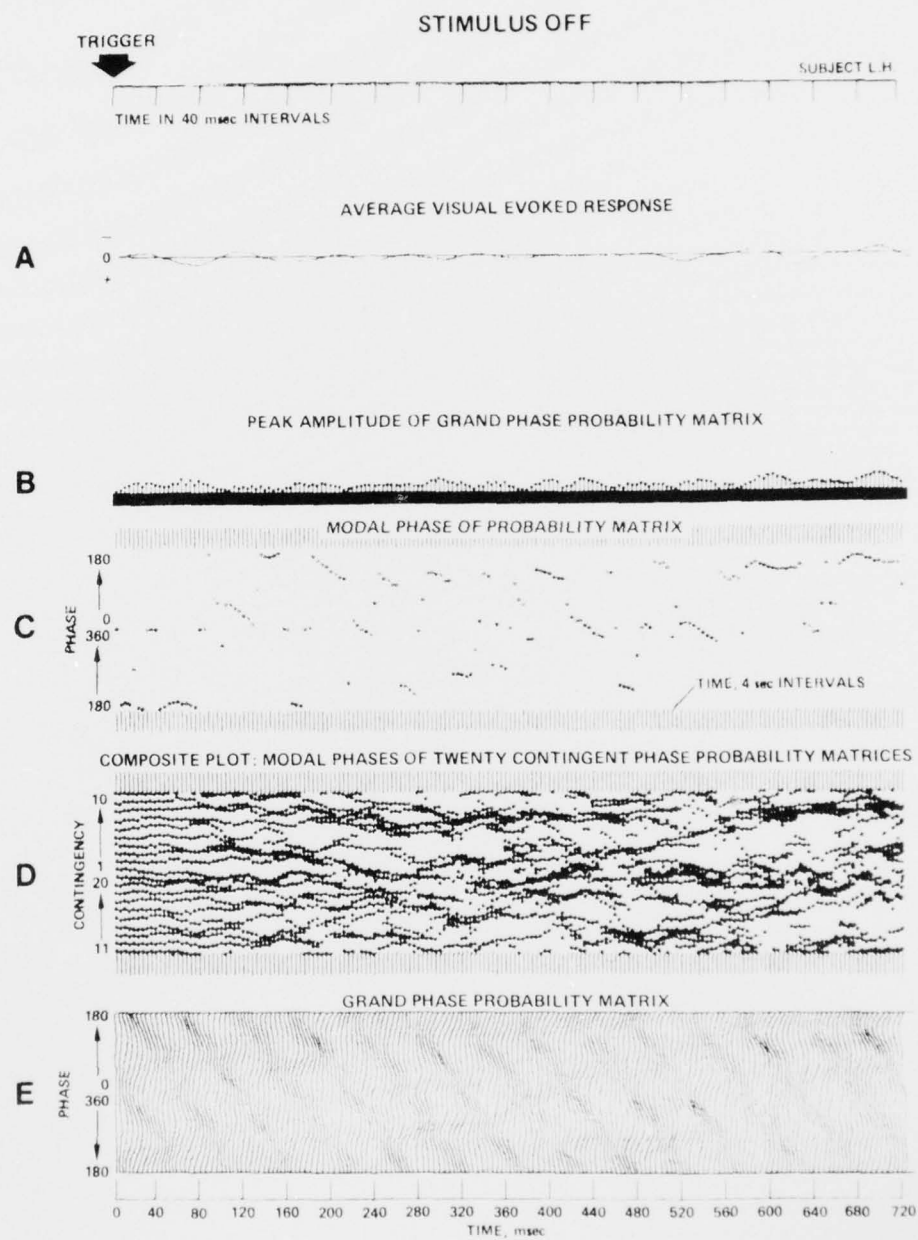 STIMULUS OFF
TRIGGER
SUBJECT L.H.
TIME IN 40 msec INTERVALS
AVERAGE VISUAL EVOKED RESPONSE
A
−
0
+
PEAK AMPLITUDE OF GRAND PHASE PROBABILITY MATRIX
B
MODAL PHASE OF PROBABILITY MATRIX
C
PHASE
180
0
360
180
TIME, 4 sec INTERVALS
COMPOSITE PLOT: MODAL PHASES OF TWENTY CONTINGENT PHASE PROBABILITY MATRICES
D
CONTINGENCY
10
1
20
11
GRAND PHASE PROBABILITY MATRIX
E
PHASE
180
0
360
180
0 40 80 120 160 200 240 280 320 360 400 440 480 520 560 600 640 680 720
TIME, msec